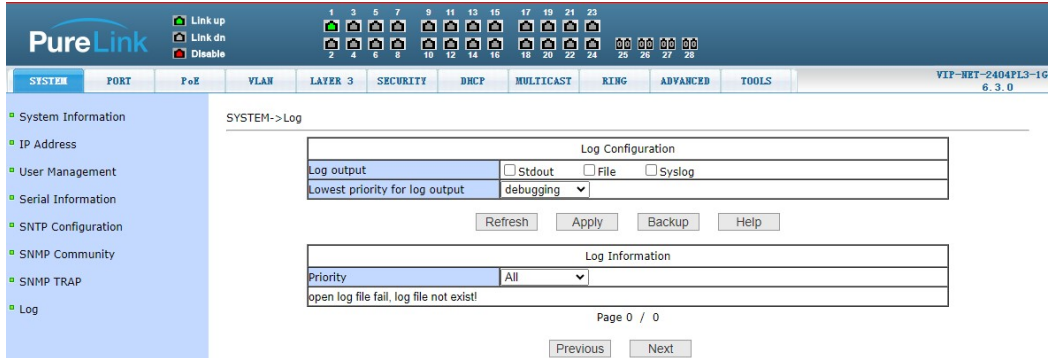 PureLink
Link up
Link dn
Disable
1 3 5 7 9 11 13 15 17 19 21 23
2 4 6 8 10 12 14 16 18 20 22 24 25 26 27 28
SYSTEM PORT PoE VLAN LAYER 3 SECURITY DHCP MULTICAST RING ADVANCED TOOLS
VIP-NET-2404PL3-1G
6.3.0
System Information
IP Address
User Management
Serial Information
SNTP Configuration
SNMP Community
SNMP TRAP
Log
SYSTEM->Log
Log Configuration
Log output Stdout File Syslog
Lowest priority for log output debugging
Refresh Apply Backup Help
Log Information
Priority All
open log file fail, log file not exist!
Page 0 / 0
Previous Next